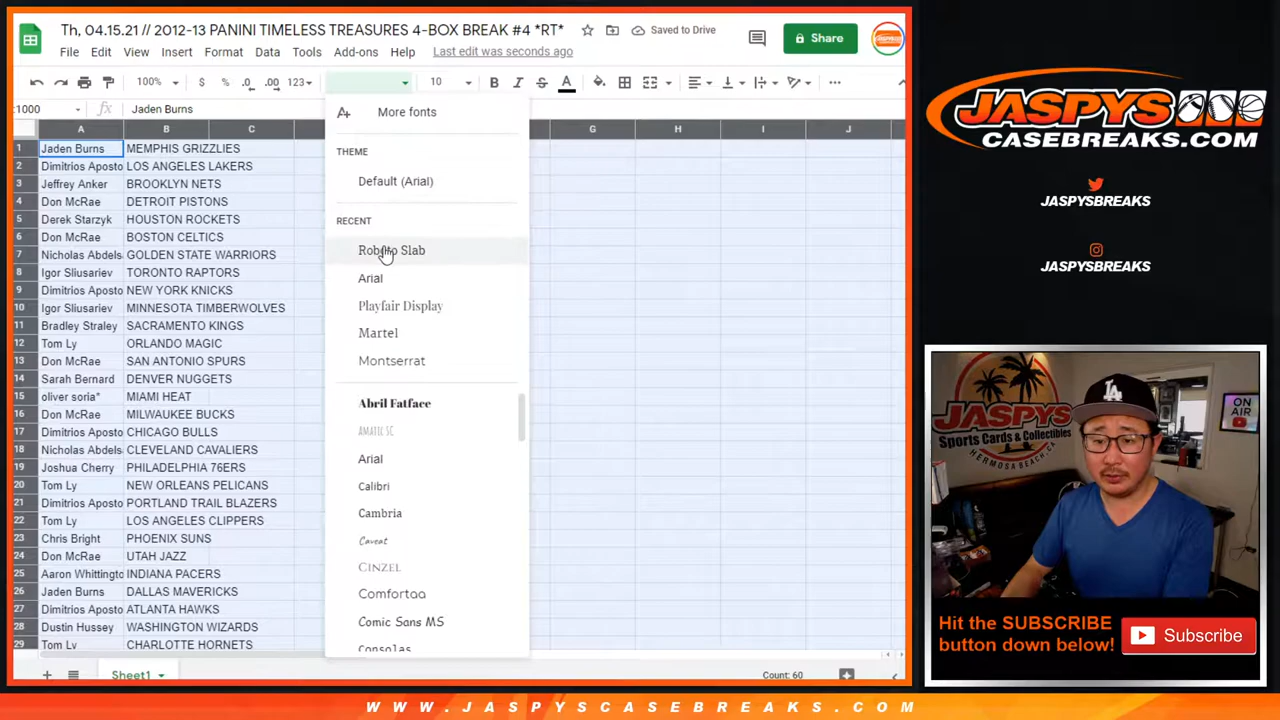 Th, 04.15.21 // 2012-13 PANINI TIMELESS TREASURES 4-BOX BREAK #4 *RT*
Saved to Drive
Share
File Edit View Insert Format Data Tools Add-ons Help Last edit was seconds ago
100% $ % .0 .00 123 10 B I S A
:1000 fx Jaden Burns
A B C G H I J
1 Jaden Burns MEMPHIS GRIZZLIES
2 Dimitrios Aposto LOS ANGELES LAKERS
3 Jeffrey Anker BROOKLYN NETS
4 Don McRae DETROIT PISTONS
5 Derek Starzyk HOUSTON ROCKETS
6 Don McRae BOSTON CELTICS
7 Nicholas Abdels GOLDEN STATE WARRIORS
8 Igor Sliusariev TORONTO RAPTORS
9 Dimitrios Aposto NEW YORK KNICKS
10 Igor Sliusariev MINNESOTA TIMBERWOLVES
11 Bradley Straley SACRAMENTO KINGS
12 Tom Ly ORLANDO MAGIC
13 Don McRae SAN ANTONIO SPURS
14 Sarah Bernard DENVER NUGGETS
15 oliver soria* MIAMI HEAT
16 Don McRae MILWAUKEE BUCKS
17 Dimitrios Aposto CHICAGO BULLS
18 Nicholas Abdels CLEVELAND CAVALIERS
19 Joshua Cherry PHILADELPHIA 76ERS
20 Tom Ly NEW ORLEANS PELICANS
21 Dimitrios Aposto PORTLAND TRAIL BLAZERS
22 Tom Ly LOS ANGELES CLIPPERS
23 Chris Bright PHOENIX SUNS
24 Don McRae UTAH JAZZ
25 Aaron Whittingto INDIANA PACERS
26 Jaden Burns DALLAS MAVERICKS
27 Dimitrios Aposto ATLANTA HAWKS
28 Dustin Hussey WASHINGTON WIZARDS
29 Tom Ly CHARLOTTE HORNETS
More fonts
THEME
Default (Arial)
RECENT
Roboto Slab
Arial
Playfair Display
Martel
Montserrat
Abril Fatface
AMATIC SC
Arial
Calibri
Cambria
Caveat
CINZEL
Comfortaa
Comic Sans MS
Consolas
Sheet1
Count: 60
JASPYS
CASEBREAKS.COM
JASPYSBREAKS
JASPYSBREAKS
JASPYS
Sports Cards & Collectibles
HERMOSA BEACH, CA
LA
ON
AIR
Hit the SUBSCRIBE
button down below!
Subscribe
WWW.JASPYSCASEBREAKS.COM